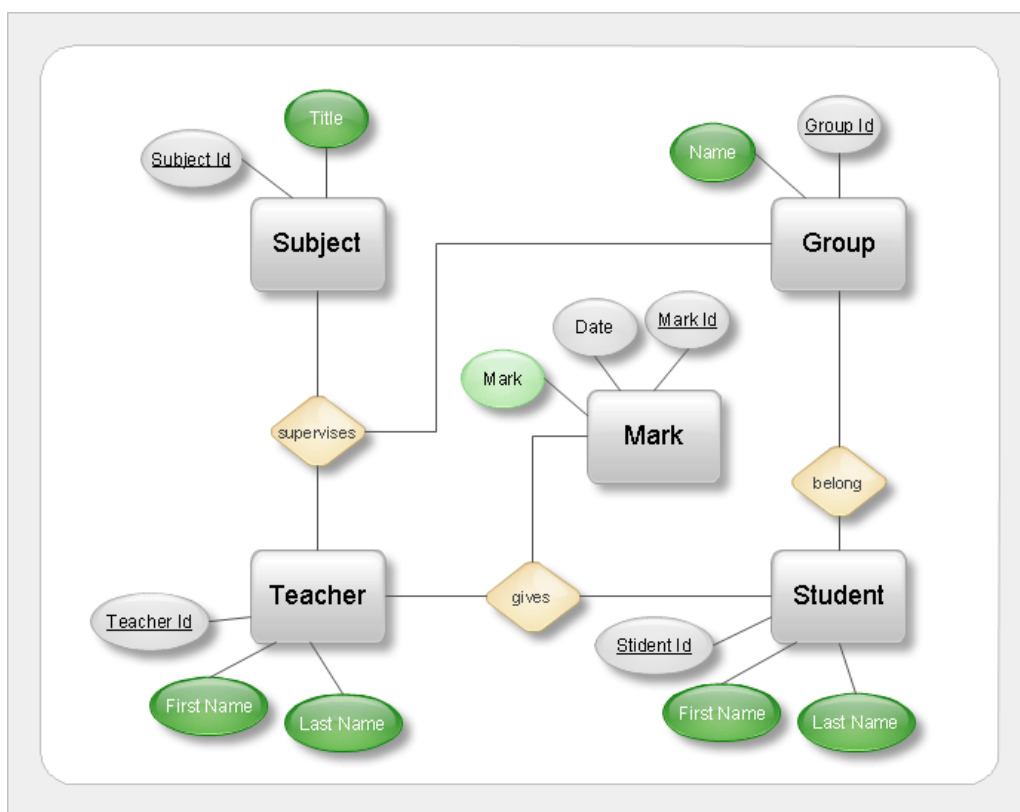 Title
Subject Id
Group Id
Name
Subject
Group
Date
Mark Id
Mark
Mark
supervises
belong
Teacher
gives
Student
Teacher Id
Stident Id
First Name
Last Name
First Name
Last Name